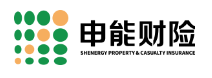 申能财险
SHENERGY PROPERTY & CASUALTY INSURANCE